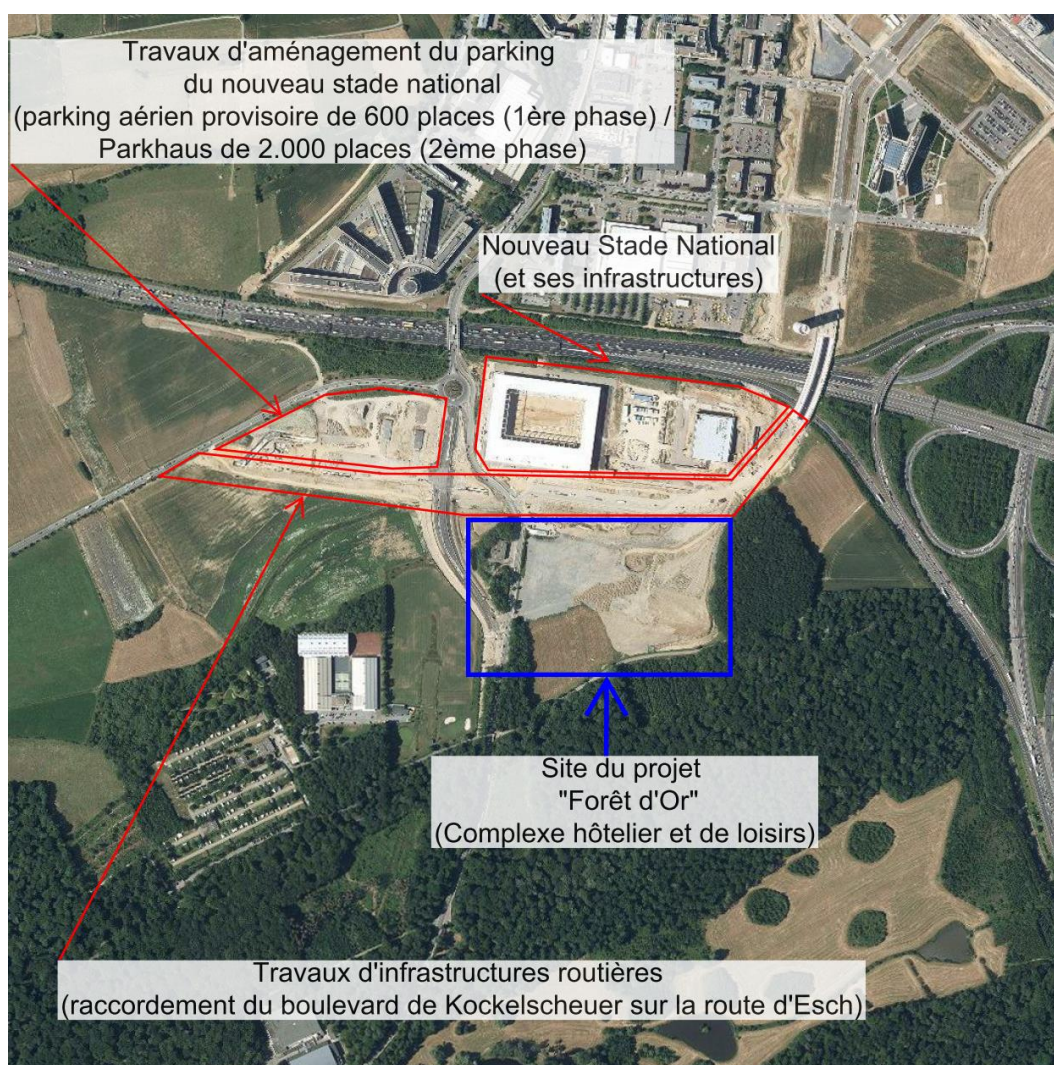 Travaux d'aménagement du parking
du nouveau stade national
(parking aérien provisoire de 600 places (1ère phase) /
Parkhaus de 2.000 places (2ème phase)
Nouveau Stade National
(et ses infrastructures)
Site du projet
"Forêt d'Or"
(Complexe hôtelier et de loisirs)
Travaux d'infrastructures routières
(raccordement du boulevard de Kockelscheuer sur la route d'Esch)